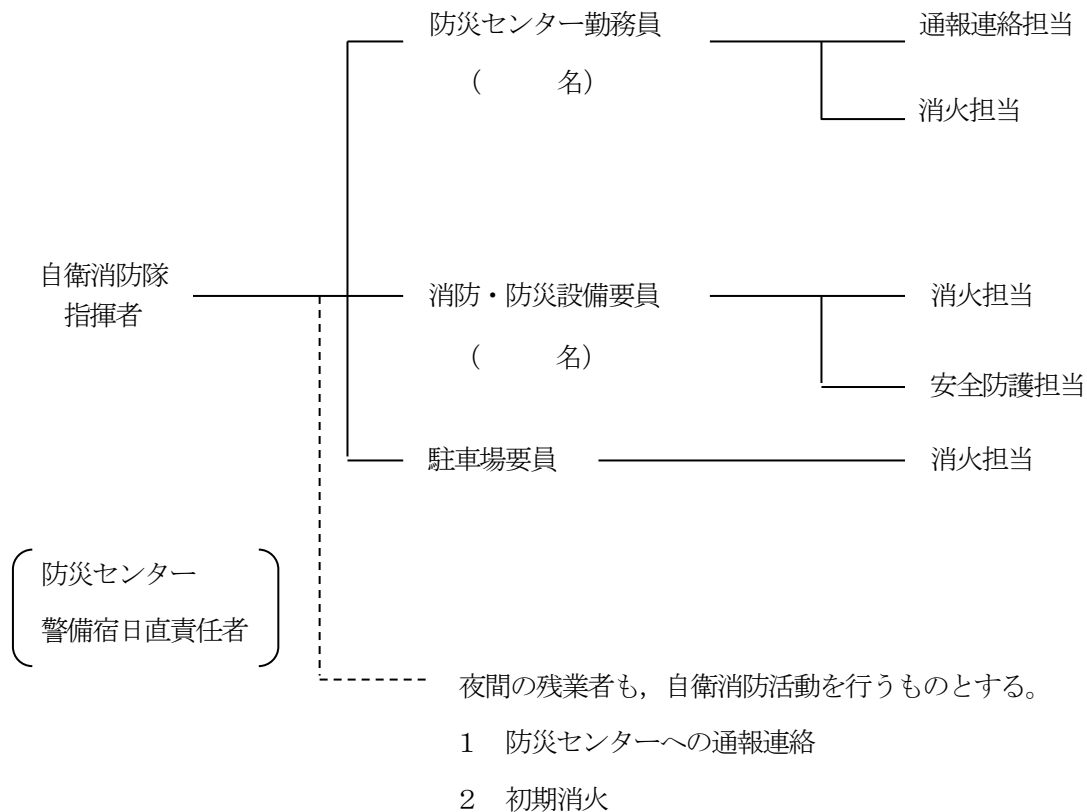 防災センター勤務員
通報連絡担当
(　　　名)
消火担当
自衛消防隊
指揮者
消防・防災設備要員
消火担当
(　　　名)
安全防護担当
駐車場要員
消火担当
防災センター
警備宿日直責任者
夜間の残業者も，自衛消防活動を行うものとする。
１　防災センターへの通報連絡
２　初期消火